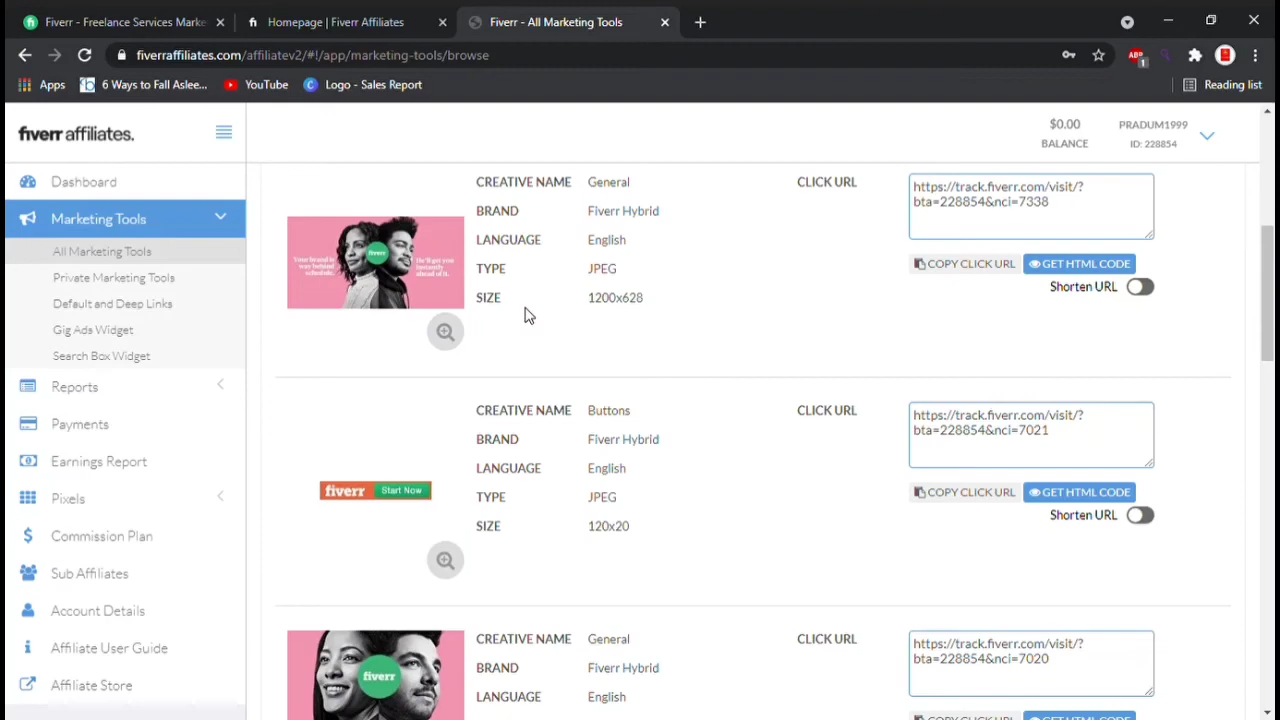 Fiverr - Freelance Services Marke
Homepage | Fiverr Affiliates
Fiverr - All Marketing Tools
fiverraffiliates.com/affiliatev2/#!/app/marketing-tools/browse
ABP
1
Apps
6 Ways to Fall Aslee...
YouTube
Logo - Sales Report
Reading list
fiverr affiliates.
$0.00
BALANCE
PRADUM1999
ID: 228854
Dashboard
Marketing Tools
All Marketing Tools
Private Marketing Tools
Default and Deep Links
Gig Ads Widget
Search Box Widget
Reports
Payments
Earnings Report
Pixels
Commission Plan
Sub Affiliates
Account Details
Affiliate User Guide
Affiliate Store
Your brand is
way behind
schedule.
fiverr
CREATIVE NAME General
BRAND Fiverr Hybrid
LANGUAGE English
TYPE JPEG
SIZE 1200x628
CLICK URL
https://track.fiverr.com/visit/?
bta=228854&nci=7338
COPY CLICK URL
GET HTML CODE
Shorten URL
fiverr Start Now
CREATIVE NAME Buttons
BRAND Fiverr Hybrid
LANGUAGE English
TYPE JPEG
SIZE 120x20
CLICK URL
https://track.fiverr.com/visit/?
bta=228854&nci=7021
COPY CLICK URL
GET HTML CODE
Shorten URL
fiverr
CREATIVE NAME General
BRAND Fiverr Hybrid
LANGUAGE English
CLICK URL
https://track.fiverr.com/visit/?
bta=228854&nci=7020
COPY CLICK URL
GET HTML CODE